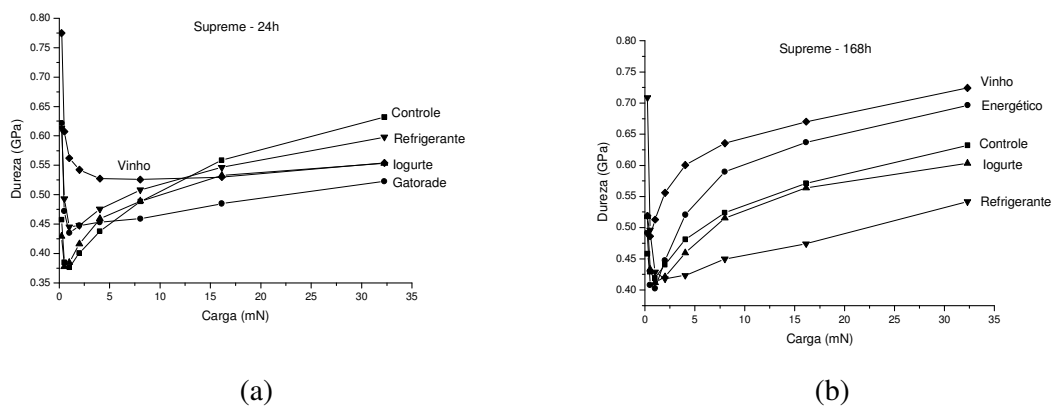 Supreme - 24h
0.80
0.75
0.70
0.65
0.60
0.55
0.50
0.45
0.40
0.35
Dureza (GPa)
0 5 10 15 20 25 30 35
Carga (mN)
Vinho
Controle
Refrigerante
Iogurte
Gatorade
(a)
Supreme - 168h
0.80
0.75
0.70
0.65
0.60
0.55
0.50
0.45
0.40
Dureza (GPa)
0 5 10 15 20 25 30 35
Carga (mN)
Vinho
Energético
Controle
Iogurte
Refrigerante
(b)